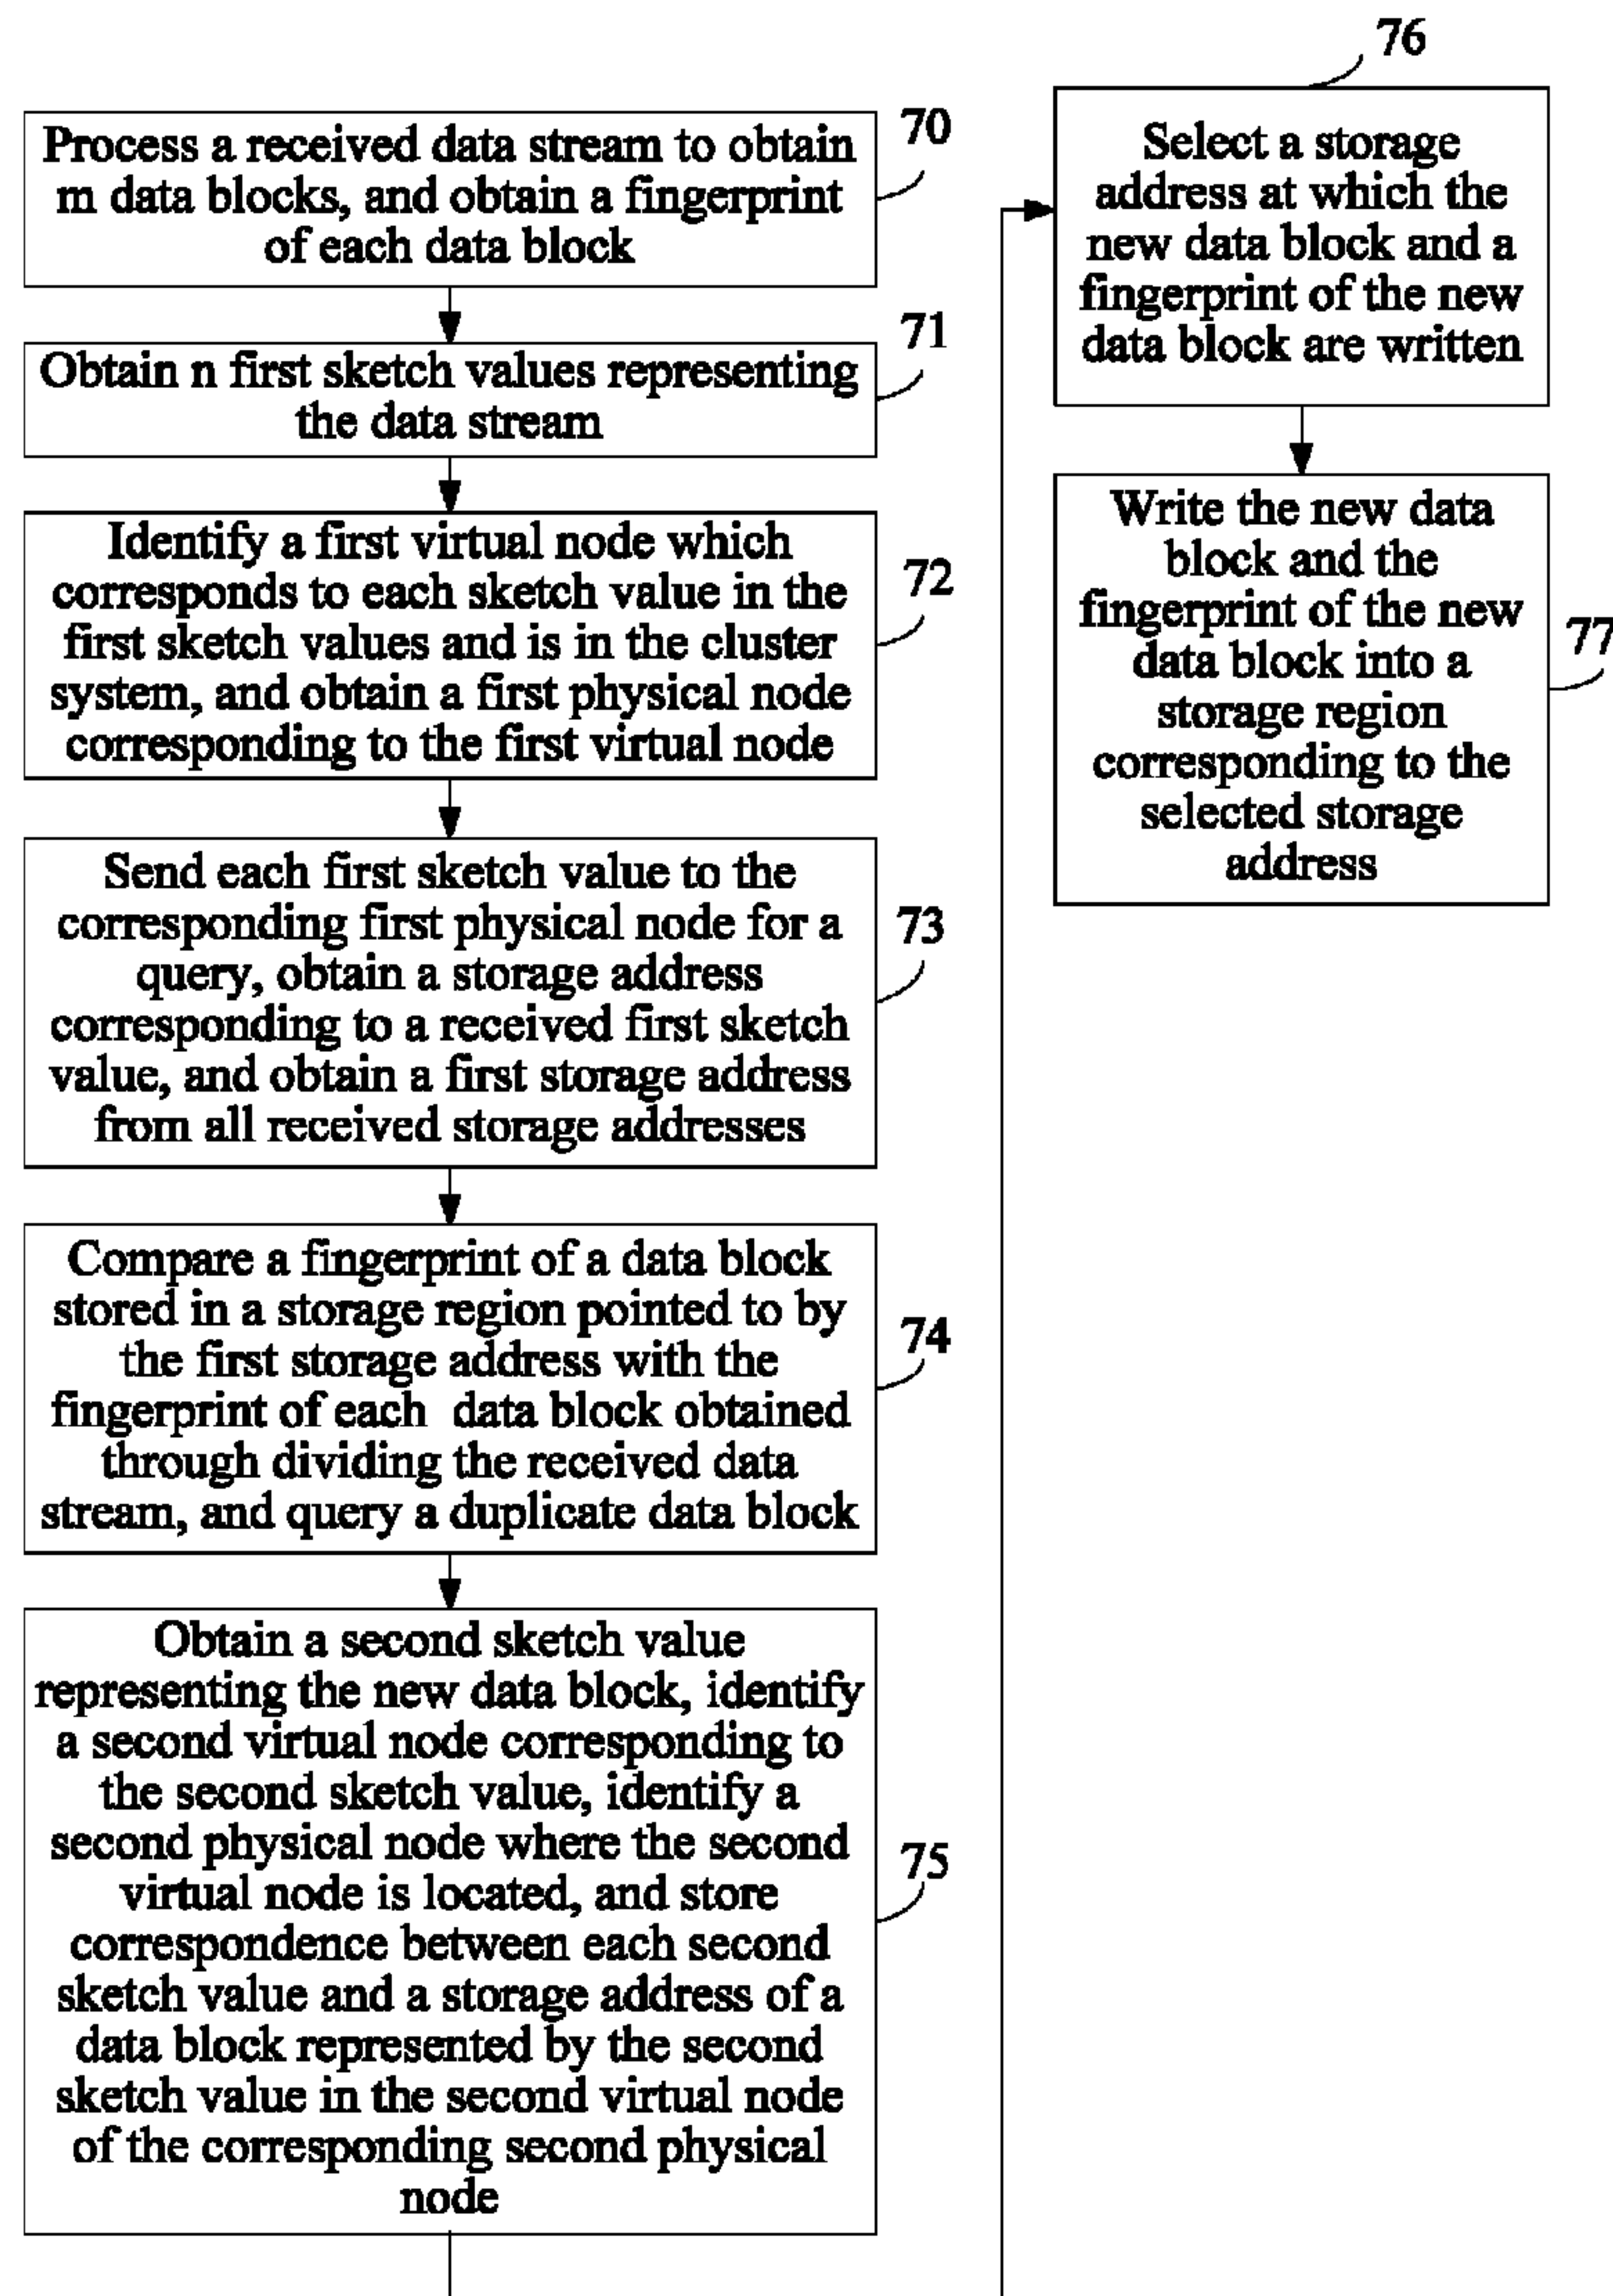 70
Process a received data stream to obtain
m data blocks, and obtain a fingerprint
of each data block
71
Obtain n first sketch values representing
the data stream
72
Identify a first virtual node which
corresponds to each sketch value in the
first sketch values and is in the cluster
system, and obtain a first physical node
corresponding to the first virtual node
73
Send each first sketch value to the
corresponding first physical node for a
query, obtain a storage address
corresponding to a received first sketch
value, and obtain a first storage address
from all received storage addresses
74
Compare a fingerprint of a data block
stored in a storage region pointed to by
the first storage address with the
fingerprint of each data block obtained
through dividing the received data
stream, and query a duplicate data block
75
Obtain a second sketch value
representing the new data block, identify
a second virtual node corresponding to
the second sketch value, identify a
second physical node where the second
virtual node is located, and store
correspondence between each second
sketch value and a storage address of a
data block represented by the second
sketch value in the second virtual node
of the corresponding second physical
node
76
Select a storage
address at which the
new data block and a
fingerprint of the new
data block are written
77
Write the new data
block and the
fingerprint of the new
data block into a
storage region
corresponding to the
selected storage
address